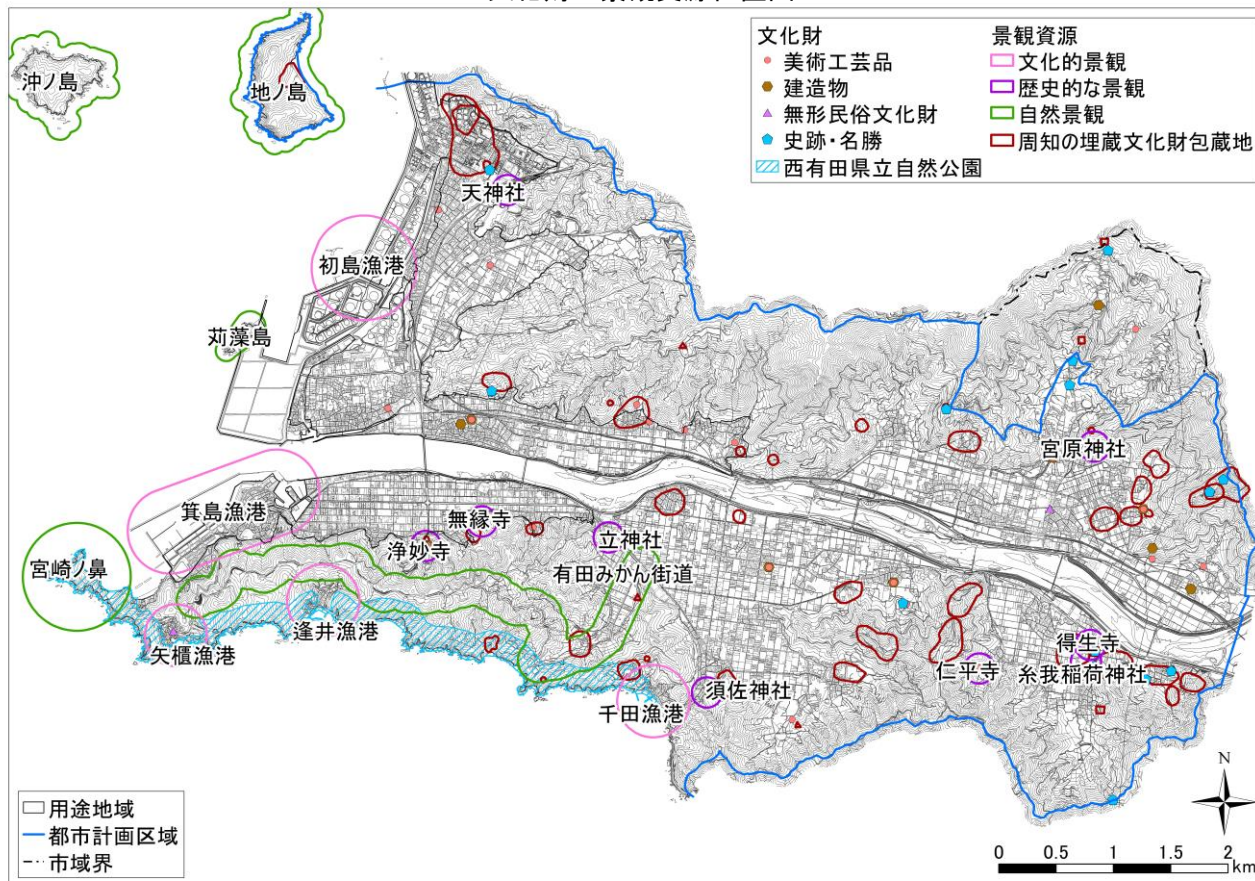 文化財
美術工芸品
建造物
無形民俗文化財
史跡・名勝
西有田県立自然公園
景観資源
文化的景観
歴史的な景観
自然景観
周知の埋蔵文化財包蔵地
沖ノ島
地ノ島
天神社
初島漁港
苅藻島
宮原神社
箕島漁港
無縁寺
浄妙寺
立神社
有田みかん街道
宮崎ノ鼻
逢井漁港
矢櫃漁港
得生寺
仁平寺
糸我稲荷神社
須佐神社
千田漁港
用途地域
都市計画区域
市域界
N
0 0.5 1 1.5 2
km